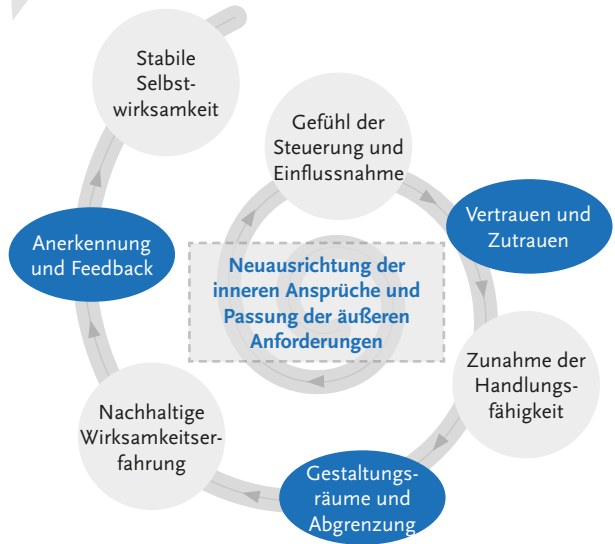 Stabile
Selbst-
wirksamkeit
Gefühl der
Steuerung und
Einflussnahme
Vertrauen und
Zutrauen
Anerkennung
und Feedback
Neuausrichtung der
inneren Ansprüche und
Passung der äußeren
Anforderungen
Zunahme der
Handlungs-
fähigkeit
Nachhaltige
Wirksamkeitser-
fahrung
Gestaltungs-
räume und
Abgrenzung